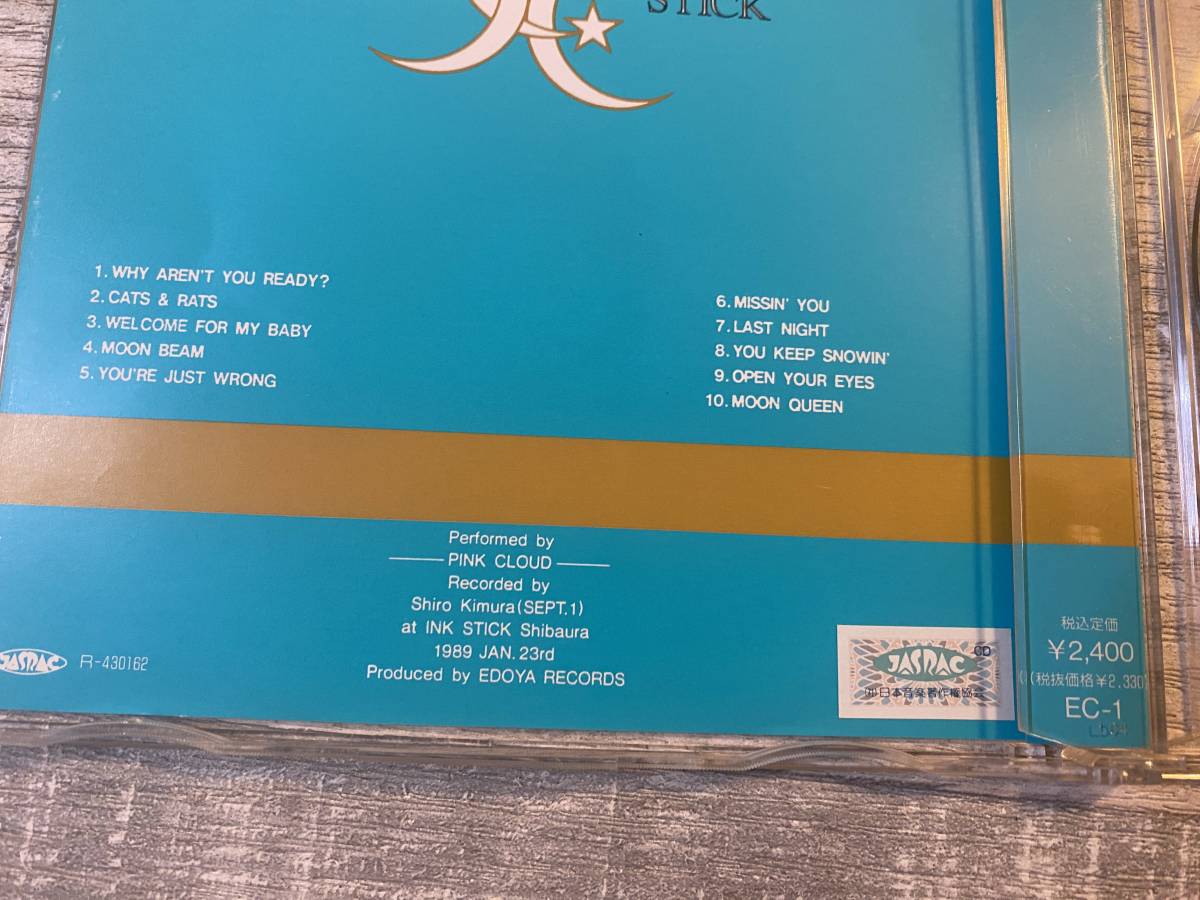 STICK
1. WHY AREN'T YOU READY?
2. CATS & RATS
3. WELCOME FOR MY BABY
4. MOON BEAM
5. YOU'RE JUST WRONG
6. MISSIN' YOU
7. LAST NIGHT
8. YOU KEEP SNOWIN'
9. OPEN YOUR EYES
10. MOON QUEEN
Performed by
PINK CLOUD
Recorded by
Shiro Kimura (SEPT.1)
at INK STICK Shibaura
1989 JAN. 23rd
Produced by EDOYA RECORDS
JASRAC R-430162
JASRAC CD
(社)日本音楽著作権協会
税込定価
¥2,400
(税抜価格¥2,330)
EC-1